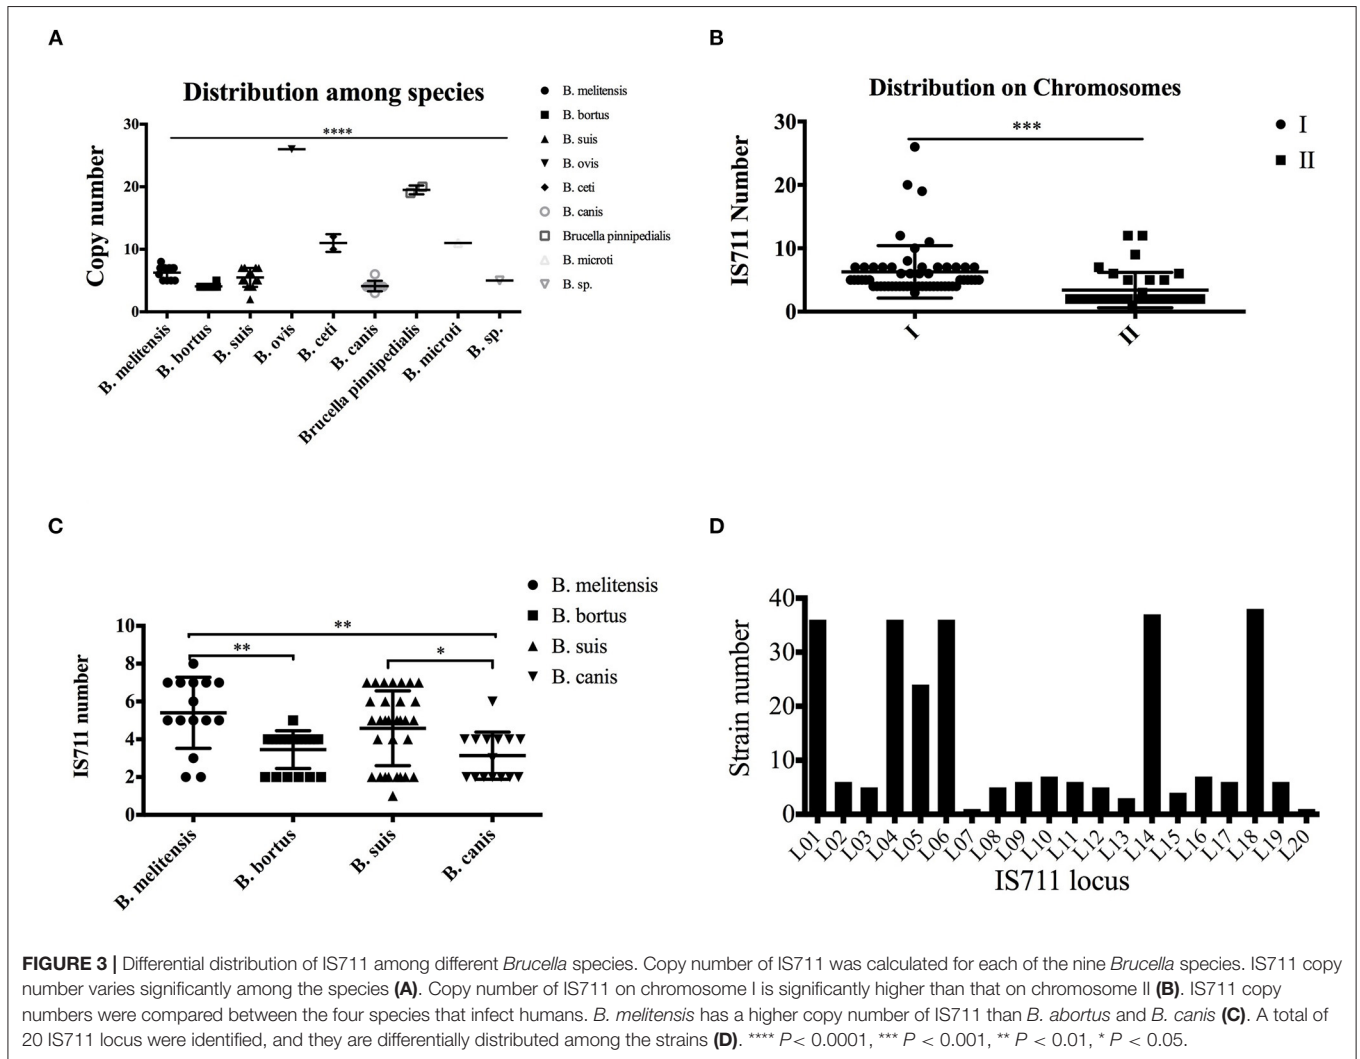 A
Distribution among species
B. melitensis
B. bortus
B. suis
B. ovis
B. ceti
B. canis
Brucella pinnipedialis
B. microti
B. sp.
****
30
20
10
0
Copy number
B. melitensis
B. bortus
B. suis
B. ovis
B. ceti
B. canis
Brucella pinnipedialis
B. microti
B. sp.
B
Distribution on Chromosomes
I
II
***
30
20
10
0
IS711 Number
I
II
C
B. melitensis
B. bortus
B. suis
B. canis
**
**
*
10
8
6
4
2
0
IS711 number
B. melitensis
B. bortus
B. suis
B. canis
D
40
30
20
10
0
Strain number
L01
L02
L03
L04
L05
L06
L07
L08
L09
L10
L11
L12
L13
L14
L15
L16
L17
L18
L19
L20
IS711 locus
FIGURE 3 | Differential distribution of IS711 among different Brucella species. Copy number of IS711 was calculated for each of the nine Brucella species. IS711 copy
number varies significantly among the species (A). Copy number of IS711 on chromosome I is significantly higher than that on chromosome II (B). IS711 copy
numbers were compared between the four species that infect humans. B. melitensis has a higher copy number of IS711 than B. abortus and B. canis (C). A total of
20 IS711 locus were identified, and they are differentially distributed among the strains (D). **** P< 0.0001, *** P < 0.001, ** P < 0.01, * P < 0.05.